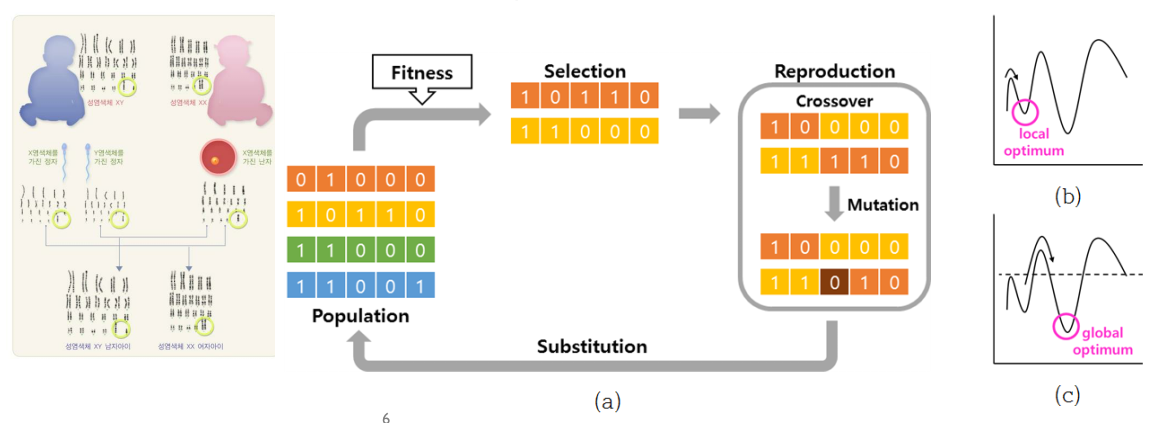 성염색체 XY
성염색체 XX
X염색체를
가진 정자
Y염색체를
가진 정자
X염색체를
가진 난자
성염색체 XY 남자아이
성염색체 XX 여자아이
Fitness
Selection
1 0 1 1 0
1 1 0 0 0
Reproduction
Crossover
1 0 0 0 0
1 1 1 1 0
Mutation
1 0 0 0 0
1 1 0 1 0
0 1 0 0 0
1 0 1 1 0
1 1 0 0 0
1 1 0 0 1
Population
Substitution
(a)
6
local
optimum
(b)
global
optimum
(c)